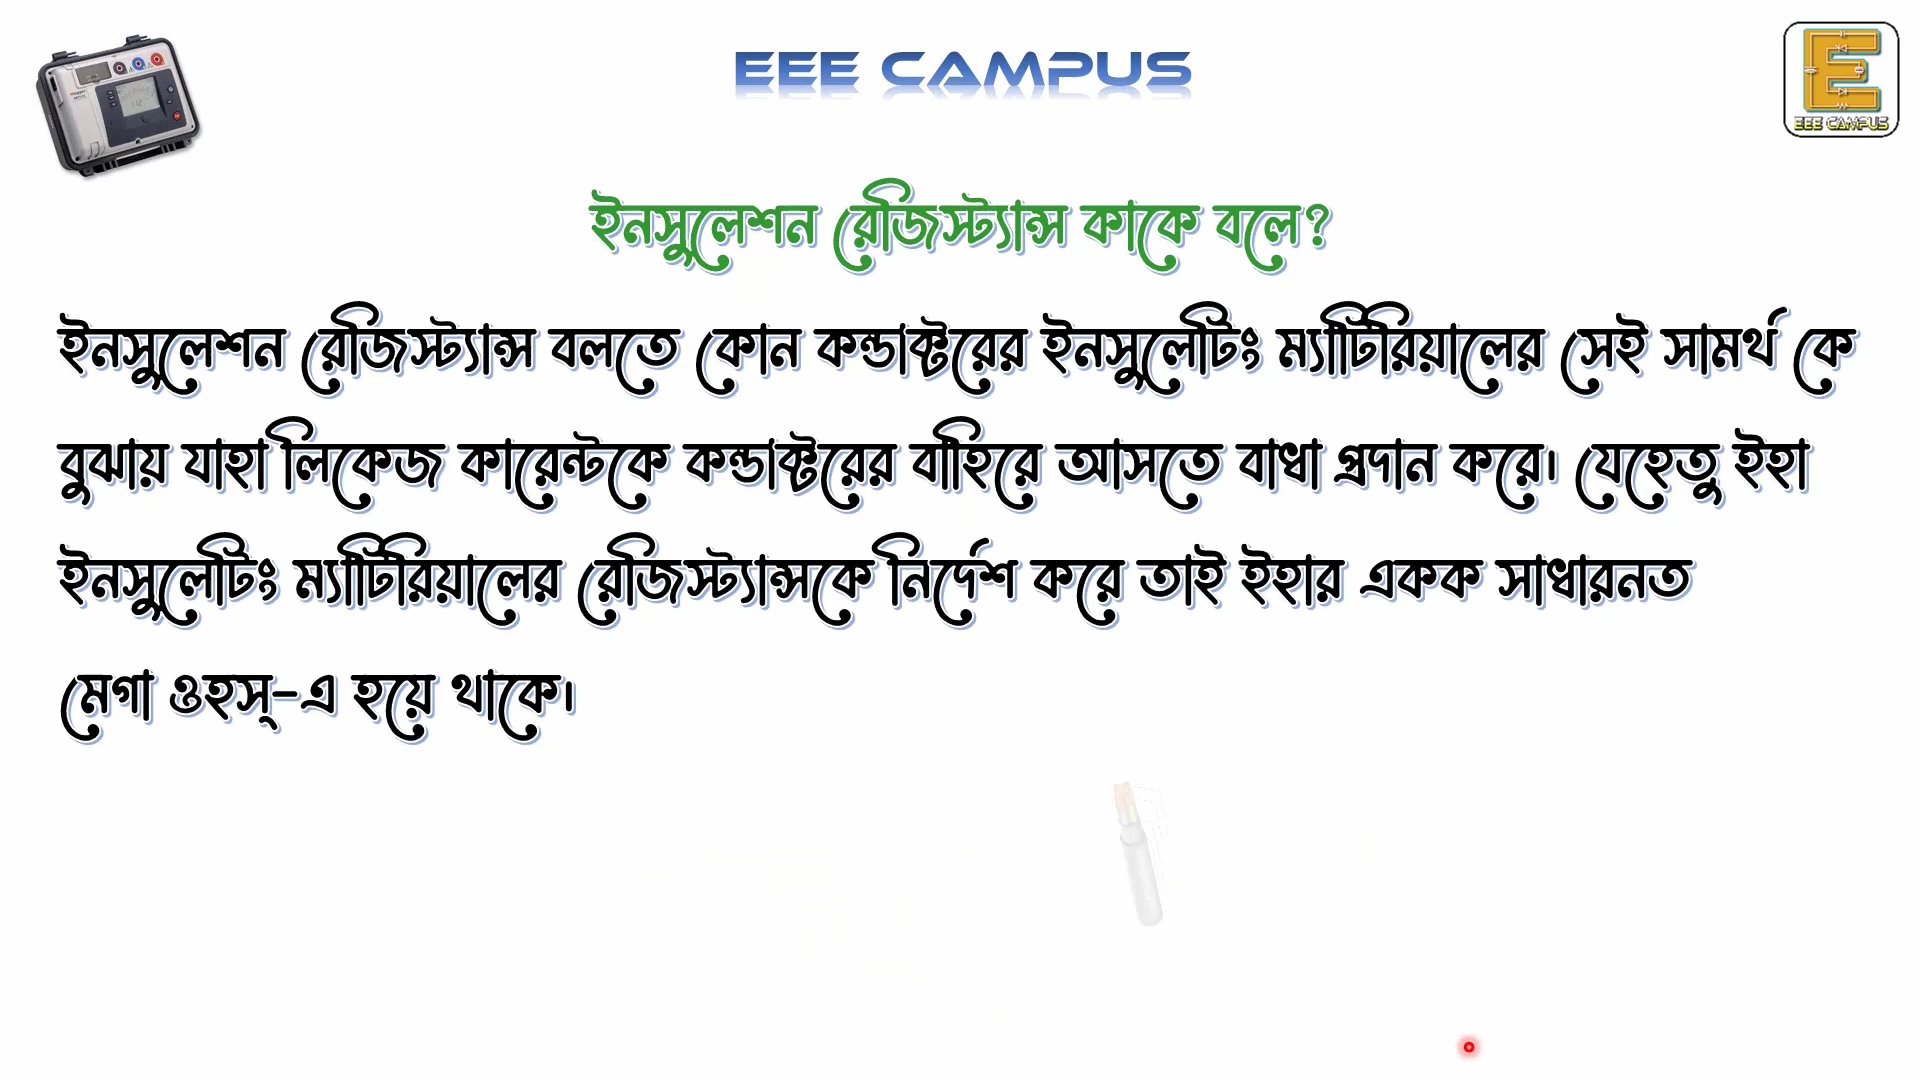 EEE CAMPUS
EEE CAMPUS
ইনসুলেশন রেজিস্ট্যান্স কাকে বলে?
ইনসুলেশন রেজিস্ট্যান্স বলতে কোন কন্ডাক্টরের ইনসুলেটিং ম্যাটিরিয়ালের সেই সামর্থ কে
বুঝায় যাহা লিকেজ কারেন্টকে কন্ডাক্টরের বাহিরে আসতে বাধা প্রদান করে। যেহেতু ইহা
ইনসুলেটিং ম্যাটিরিয়ালের রেজিস্ট্যান্সকে নির্দেশ করে তাই ইহার একক সাধারনত
মেগা ওহস্-এ হয়ে থাকে।